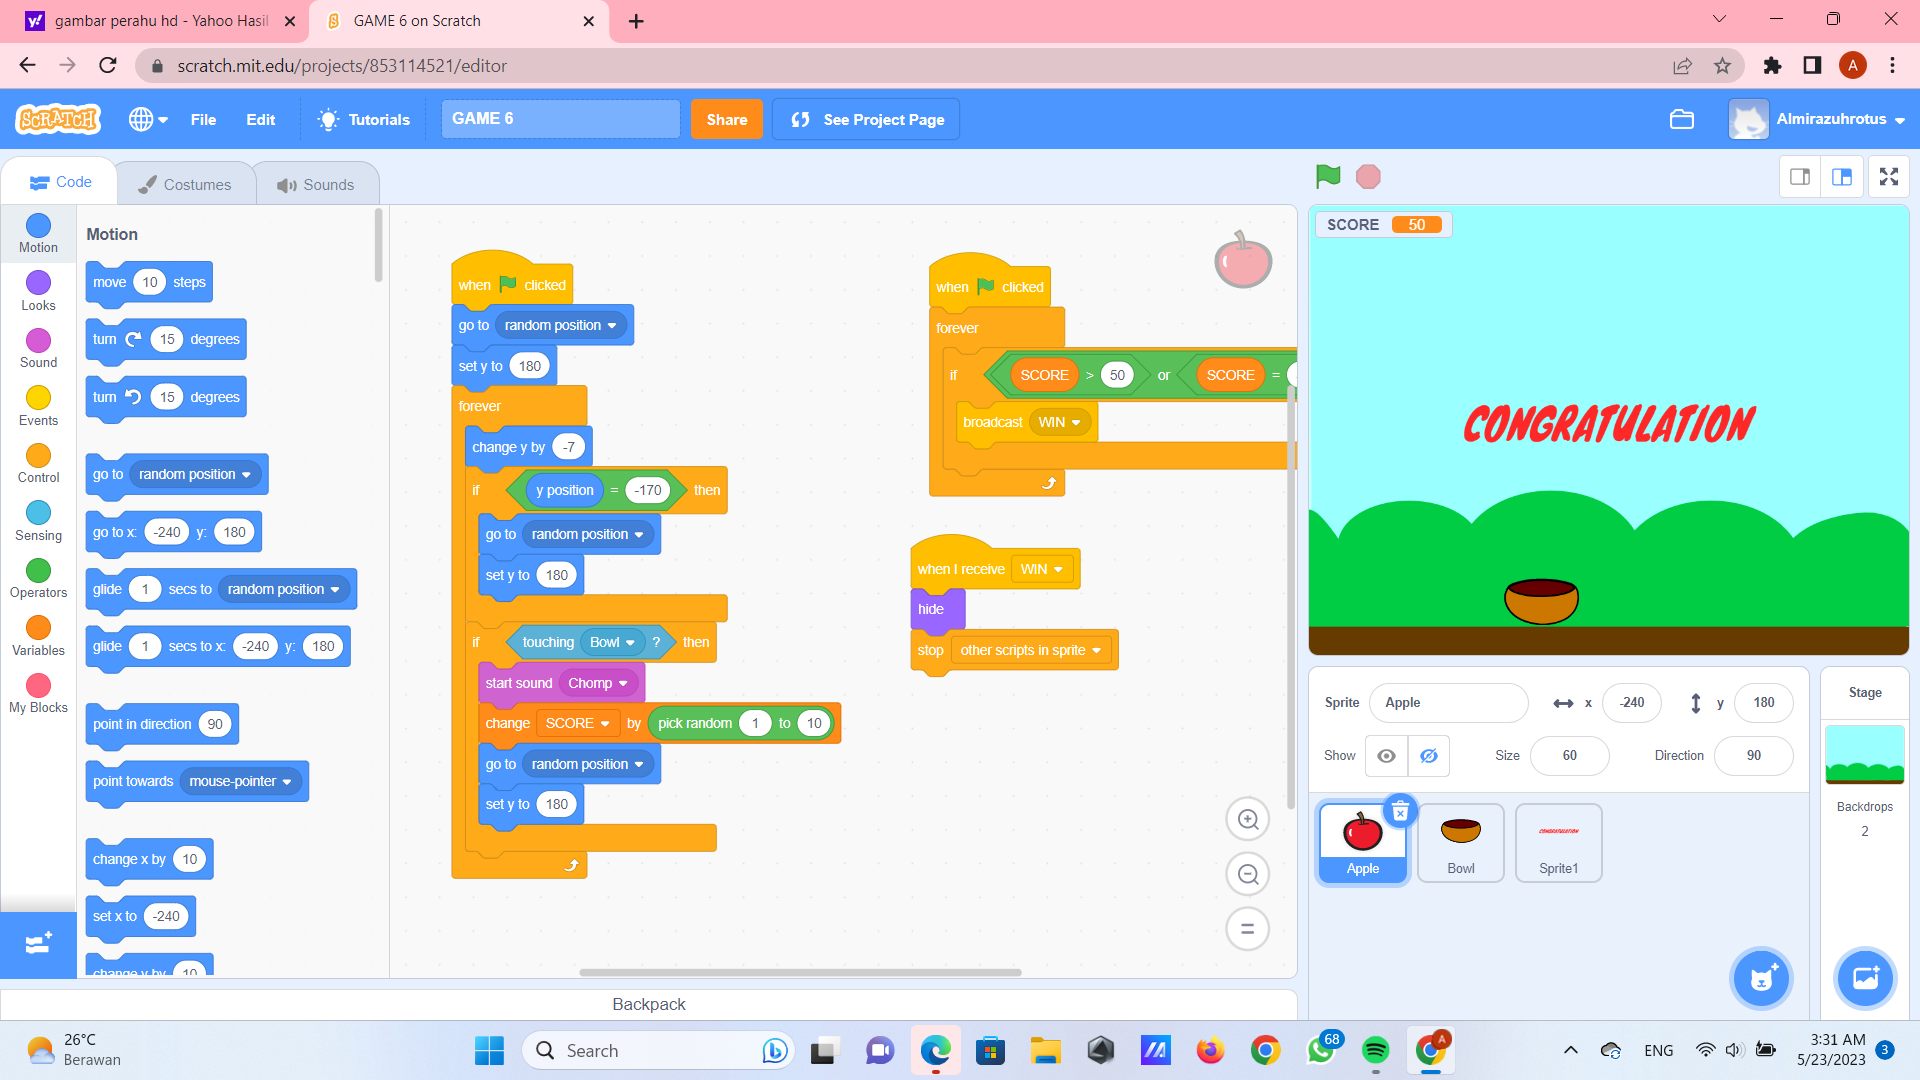 gambar perahu hd - Yahoo Hasil
GAME 6 on Scratch
scratch.mit.edu/projects/853114521/editor
A
SCRATCH
File
Edit
Tutorials
GAME 6
Share
See Project Page
Almirazuhrotus
Code
Costumes
Sounds
Motion
Looks
Sound
Events
Control
Sensing
Operators
Variables
My Blocks
Motion
move 10 steps
turn 15 degrees
turn 15 degrees
go to random position
go to x: -240 y: 180
glide 1 secs to random position
glide 1 secs to x: -240 y: 180
point in direction 90
point towards mouse-pointer
change x by 10
set x to -240
change y by 10
when clicked
go to random position
set y to 180
forever
change y by -7
if y position = -170 then
go to random position
set y to 180
if touching Bowl ? then
start sound Chomp
change SCORE by pick random 1 to 10
go to random position
set y to 180
when clicked
forever
if SCORE > 50 or SCORE =
broadcast WIN
when I receive WIN
hide
stop other scripts in sprite
SCORE 50
CONGRATULATION
Sprite Apple x -240 y 180
Show Size 60 Direction 90
Apple
Bowl
CONGRATULATION
Sprite1
Stage
Backdrops
2
Backpack
26°C
Berawan
Search
68
A
ENG
3:31 AM
5/23/2023
3